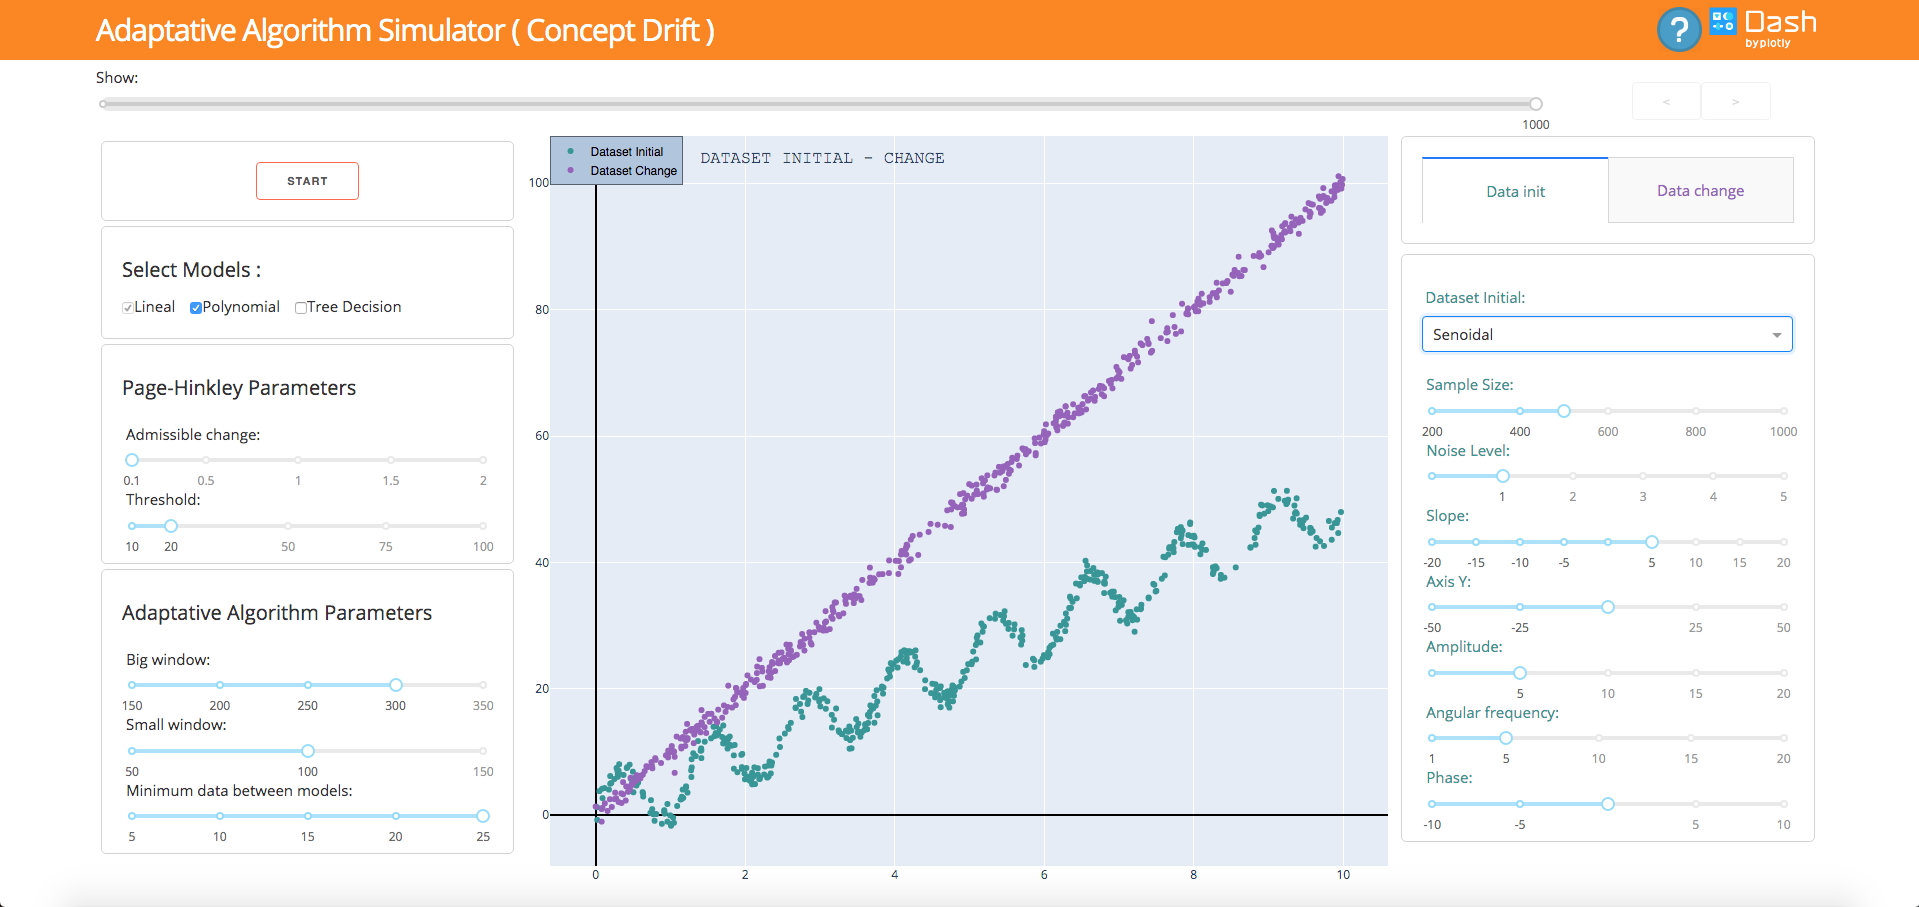 Adaptative Algorithm Simulator ( Concept Drift )
?
Dash
by plotly
Show:
1000
<
>
START
Select Models :
Lineal Polynomial Tree Decision
Page-Hinkley Parameters
Admissible change:
0.1 0.5 1 1.5 2
Threshold:
10 20 50 75 100
Adaptative Algorithm Parameters
Big window:
150 200 250 300 350
Small window:
50 100 150
Minimum data between models:
5 10 15 20 25
Dataset Initial
Dataset Change
DATASET INITIAL - CHANGE
100
80
60
40
20
0
0 2 4 6 8 10
Data init
Data change
Dataset Initial:
Senoidal
Sample Size:
200 400 600 800 1000
Noise Level:
1 2 3 4 5
Slope:
-20 -15 -10 -5 5 10 15 20
Axis Y:
-50 -25 25 50
Amplitude:
5 10 15 20
Angular frequency:
1 5 10 15 20
Phase:
-10 -5 5 10